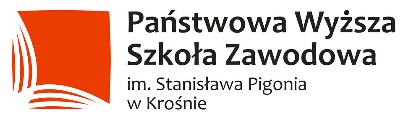 Państwowa Wyższa
Szkoła Zawodowa
im. Stanisława Pigonia
w Krośnie